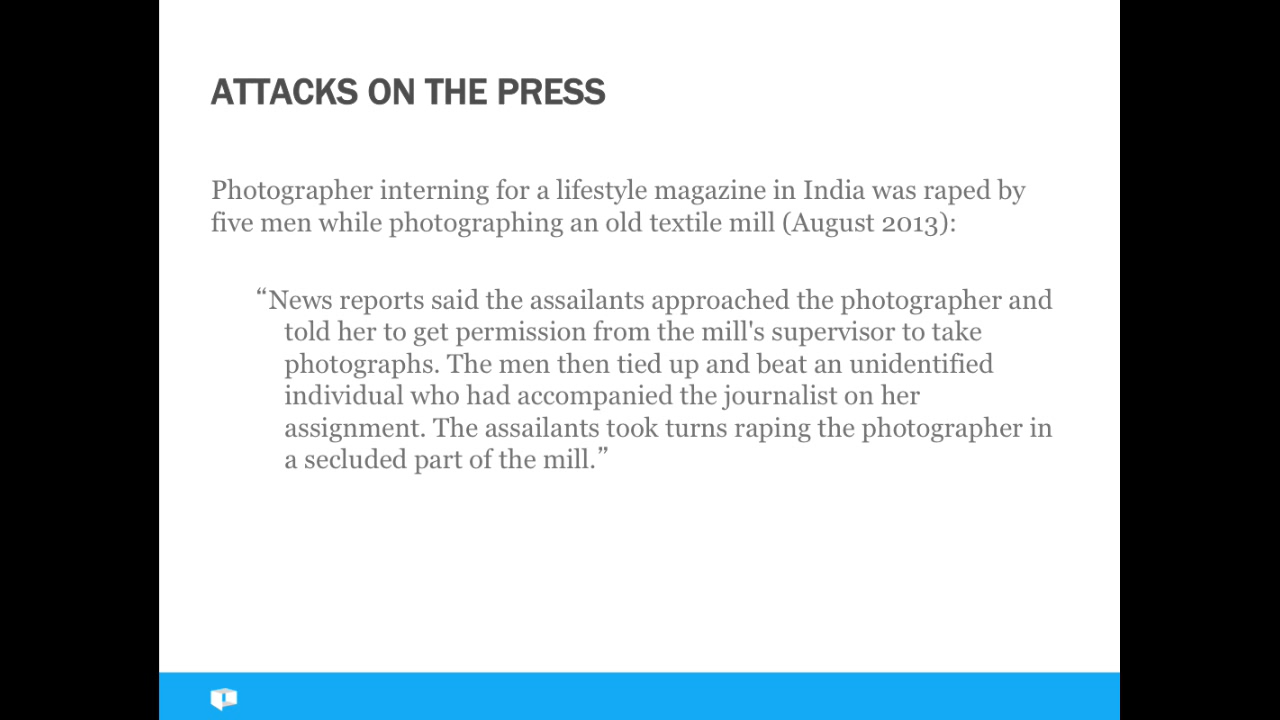 ATTACKS ON THE PRESS
Photographer interning for a lifestyle magazine in India was raped by
five men while photographing an old textile mill (August 2013):
“News reports said the assailants approached the photographer and
told her to get permission from the mill's supervisor to take
photographs. The men then tied up and beat an unidentified
individual who had accompanied the journalist on her
assignment. The assailants took turns raping the photographer in
a secluded part of the mill.”